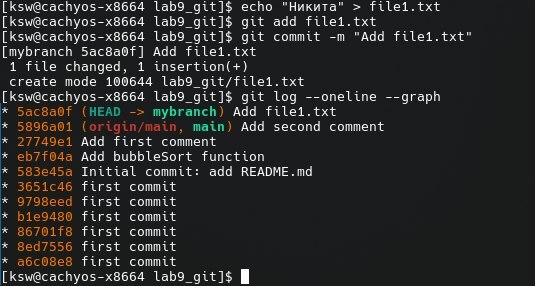 [ksw@cachyos-x8664 lab9_git]$ echo "Никита" > file1.txt
[ksw@cachyos-x8664 lab9_git]$ git add file1.txt
[ksw@cachyos-x8664 lab9_git]$ git commit -m "Add file1.txt"
[mybranch 5ac8a0f] Add file1.txt
 1 file changed, 1 insertion(+)
 create mode 100644 lab9_git/file1.txt
[ksw@cachyos-x8664 lab9_git]$ git log --oneline --graph
* 5ac8a0f (HEAD -> mybranch) Add file1.txt
* 5896a01 (origin/main, main) Add second comment
* 27749e1 Add first comment
* eb7f04a Add bubbleSort function
* 583e45a Initial commit: add README.md
* 3651c46 first commit
* 9798eed first commit
* b1e9480 first commit
* 86701f8 first commit
* 8ed7556 first commit
* a6c08e8 first commit
[ksw@cachyos-x8664 lab9_git]$